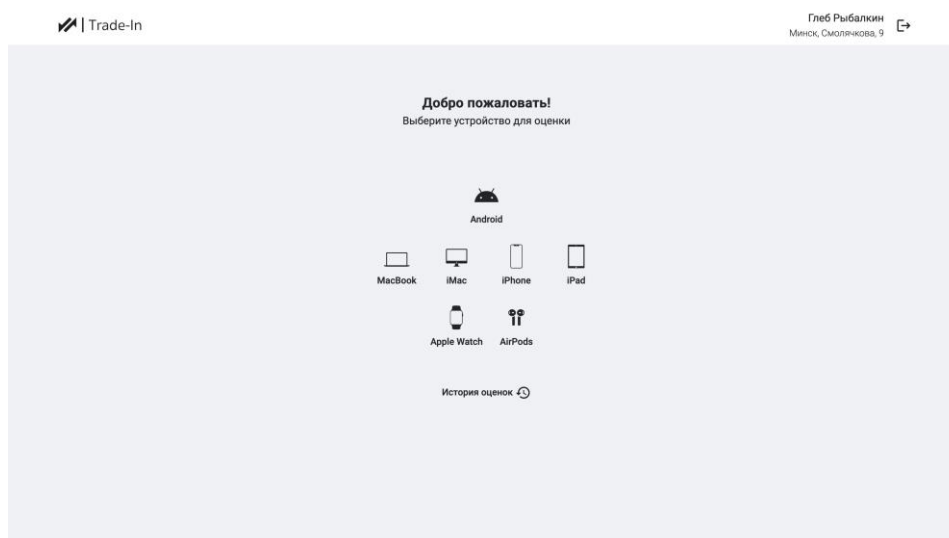 Trade-In
Глеб Рыбалкин
Минск, Смолячкова, 9
Добро пожаловать!
Выберите устройство для оценки
Android
MacBook iMac iPhone iPad
Apple Watch AirPods
История оценок